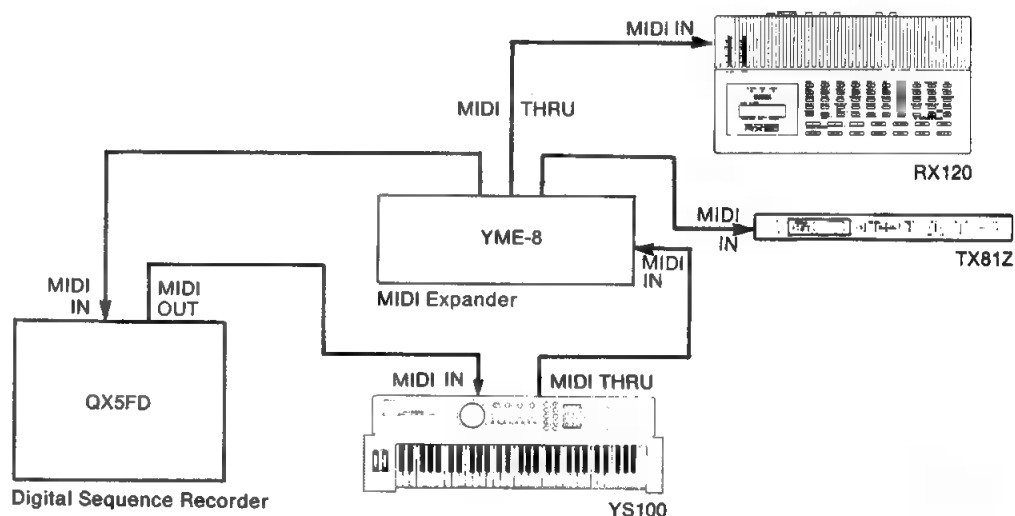 MIDI IN
MIDI THRU
RX120
YME-8
MIDI Expander
MIDI
IN
MIDI
IN
TX81Z
MIDI
IN
MIDI
OUT
QX5FD
Digital Sequence Recorder
MIDI IN
MIDI THRU
YS100